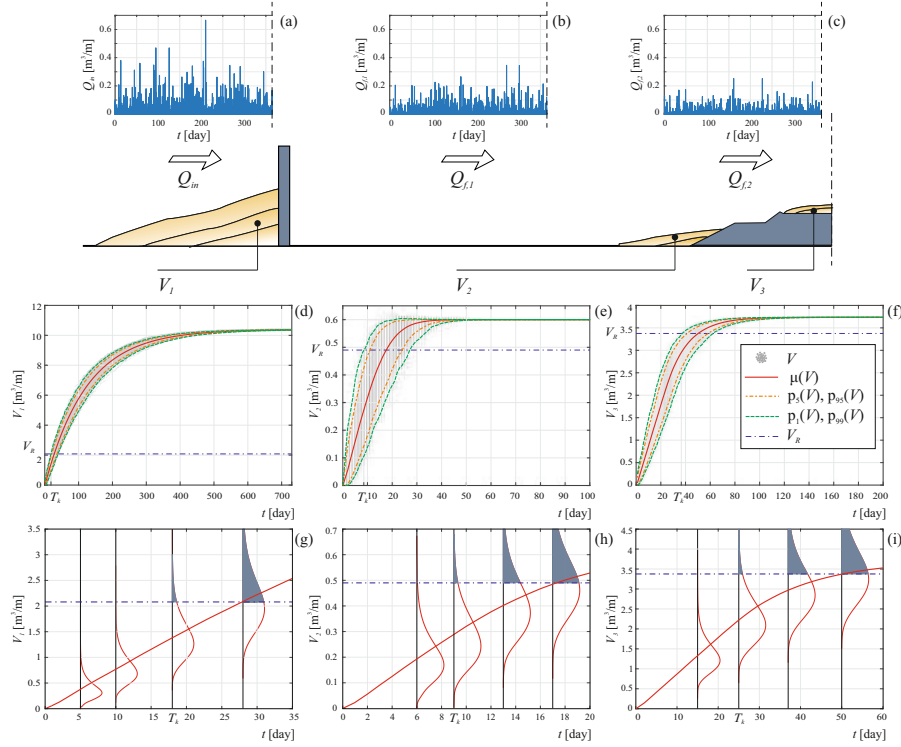 (a)
Q_in [m³/m]
0.6
0.4
0.2
0
0 100 200 300
t [day]
(b)
Q_f,1 [m³/m]
0.6
0.4
0.2
0
0 100 200 300
t [day]
(c)
Q_f,2 [m³/m]
0.6
0.4
0.2
0
0 100 200 300
t [day]
Q_in
Q_f,1
Q_f,2
V_1
V_2
V_3
(d)
V_1 [m³/m]
12
10
8
6
4
V_R
2
0
0 T_k 100 200 300 400 500 600 700
t [day]
(e)
V_2 [m³/m]
0.6
V_R
0.4
0.2
0
0 T_k 10 20 30 40 50 60 70 80 90 100
t [day]
(f)
V_3 [m³/m]
4
3.5
V_R
3
2.5
2
1.5
1
0.5
0
0 20 T_k 40 60 80 100 120 140 160 180 200
t [day]
V
μ(V)
p_5(V), p_95(V)
p_1(V), p_99(V)
V_R
(g)
V_1 [m³/m]
3.5
3
2.5
2
1.5
1
0.5
0
0 5 10 15 T_k 20 25 30 35
t [day]
(h)
V_2 [m³/m]
0.6
0.5
0.4
0.3
0.2
0.1
0
0 2 4 6 8 T_k 10 12 14 16 18 20
t [day]
(i)
V_3 [m³/m]
4.5
4
3.5
3
2.5
2
1.5
1
0.5
0
0 10 20 T_k 30 40 50 60
t [day]